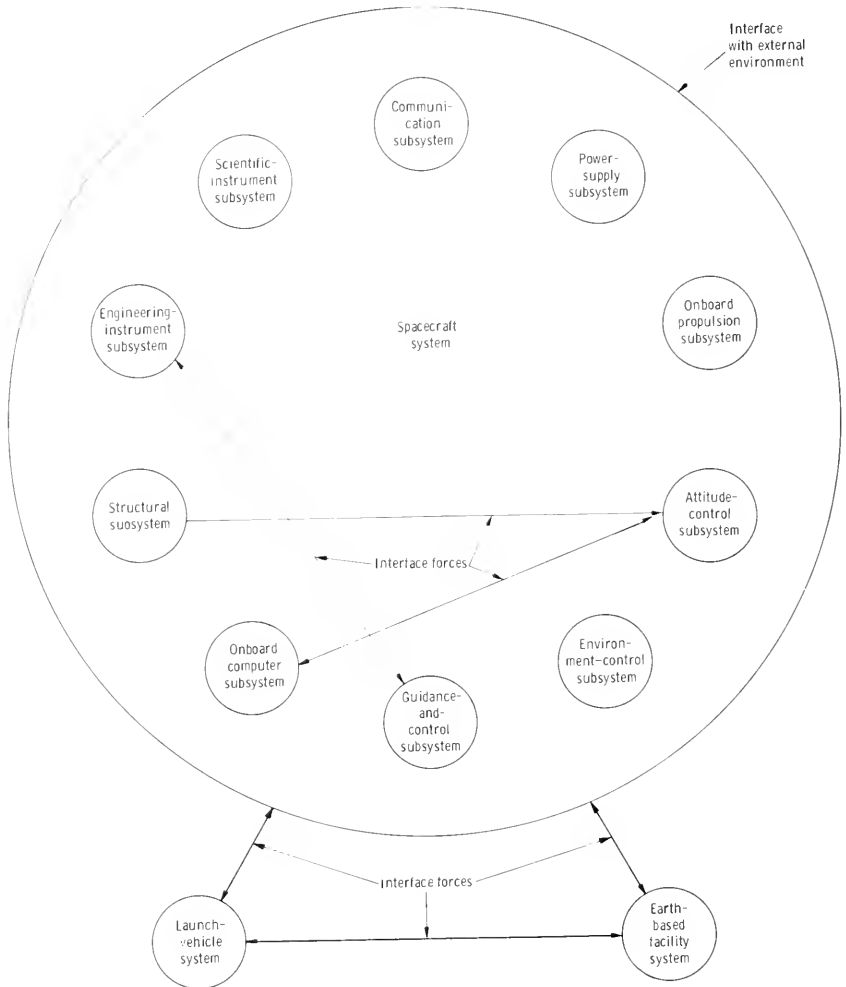 Interface
with external
environment
Communi-
cation
subsystem
Scientific-
instrument
subsystem
Power-
supply
subsystem
Engineering-
instrument
subsystem
Spacecraft
system
Onboard
propulsion
subsystem
Structural
suosystem
Attitude-
control
subsystem
Interface forces
Onboard
computer
subsystem
Environ-
ment-control
subsystem
Guidance-
and-
control
subsystem
Interface forces
Launch-
vehicle
system
Earth-
based
facility
system